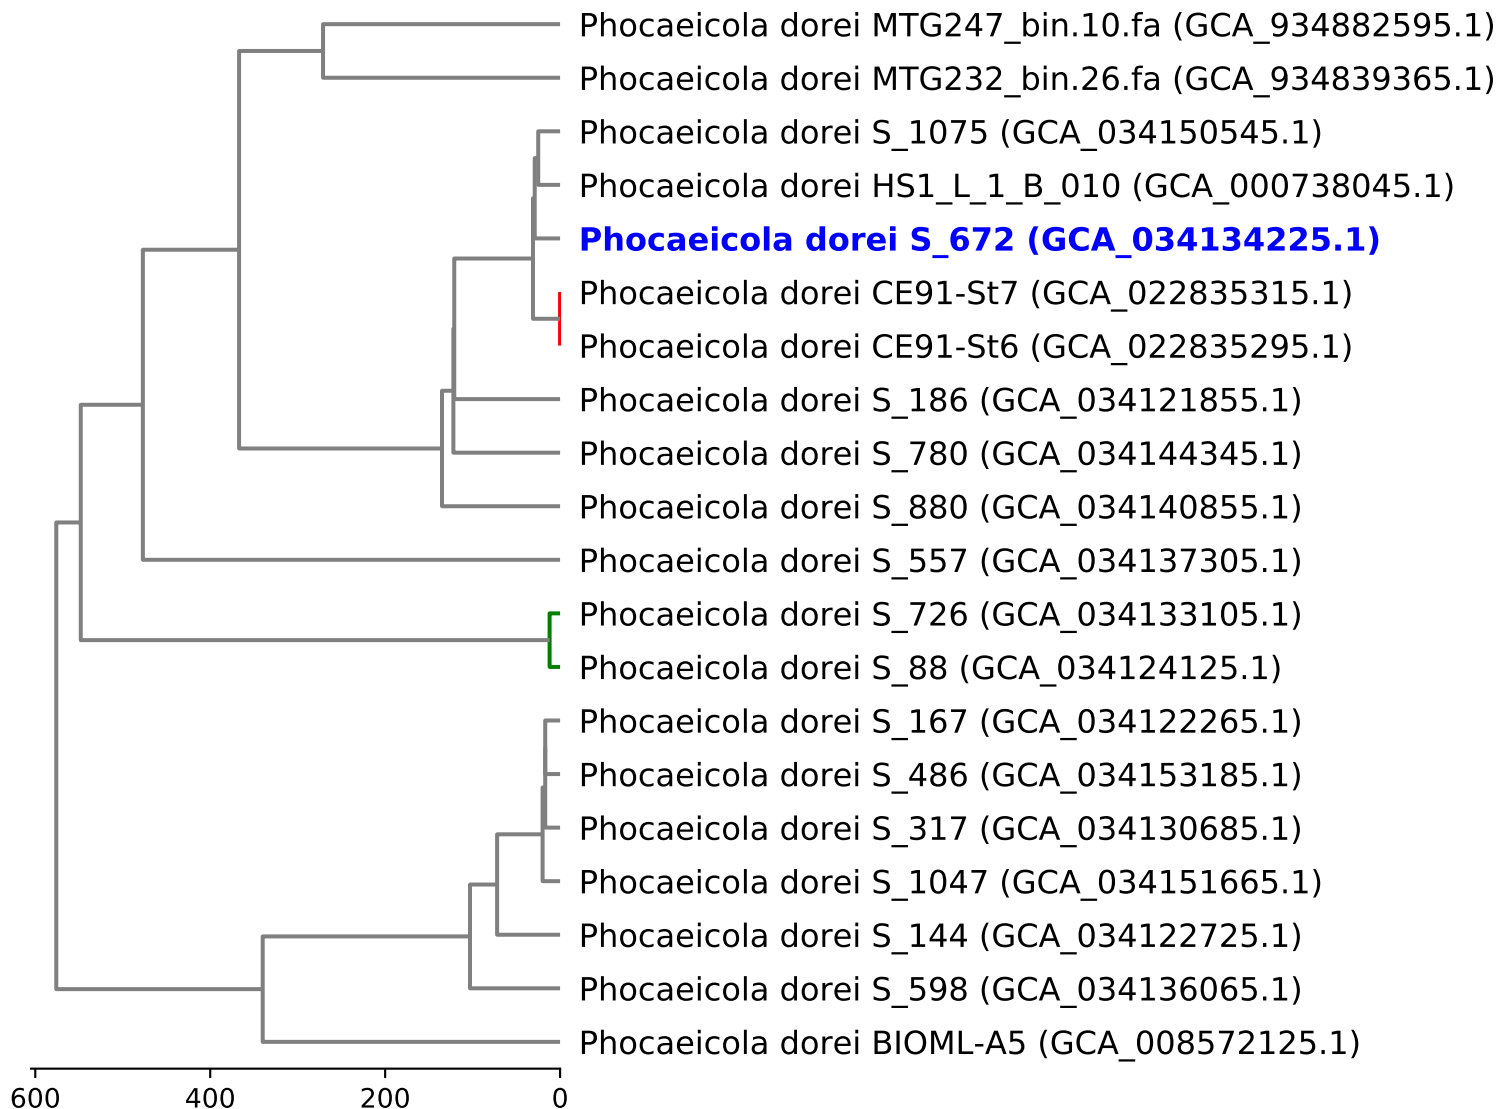 Phocaeicola dorei MTG247_bin.10.fa (GCA_934882595.1)
Phocaeicola dorei MTG232_bin.26.fa (GCA_934839365.1)
Phocaeicola dorei S_1075 (GCA_034150545.1)
Phocaeicola dorei HS1_L_1_B_010 (GCA_000738045.1)
Phocaeicola dorei S_672 (GCA_034134225.1)
Phocaeicola dorei CE91-St7 (GCA_022835315.1)
Phocaeicola dorei CE91-St6 (GCA_022835295.1)
Phocaeicola dorei S_186 (GCA_034121855.1)
Phocaeicola dorei S_780 (GCA_034144345.1)
Phocaeicola dorei S_880 (GCA_034140855.1)
Phocaeicola dorei S_557 (GCA_034137305.1)
Phocaeicola dorei S_726 (GCA_034133105.1)
Phocaeicola dorei S_88 (GCA_034124125.1)
Phocaeicola dorei S_167 (GCA_034122265.1)
Phocaeicola dorei S_486 (GCA_034153185.1)
Phocaeicola dorei S_317 (GCA_034130685.1)
Phocaeicola dorei S_1047 (GCA_034151665.1)
Phocaeicola dorei S_144 (GCA_034122725.1)
Phocaeicola dorei S_598 (GCA_034136065.1)
Phocaeicola dorei BIOML-A5 (GCA_008572125.1)
600 400 200 0